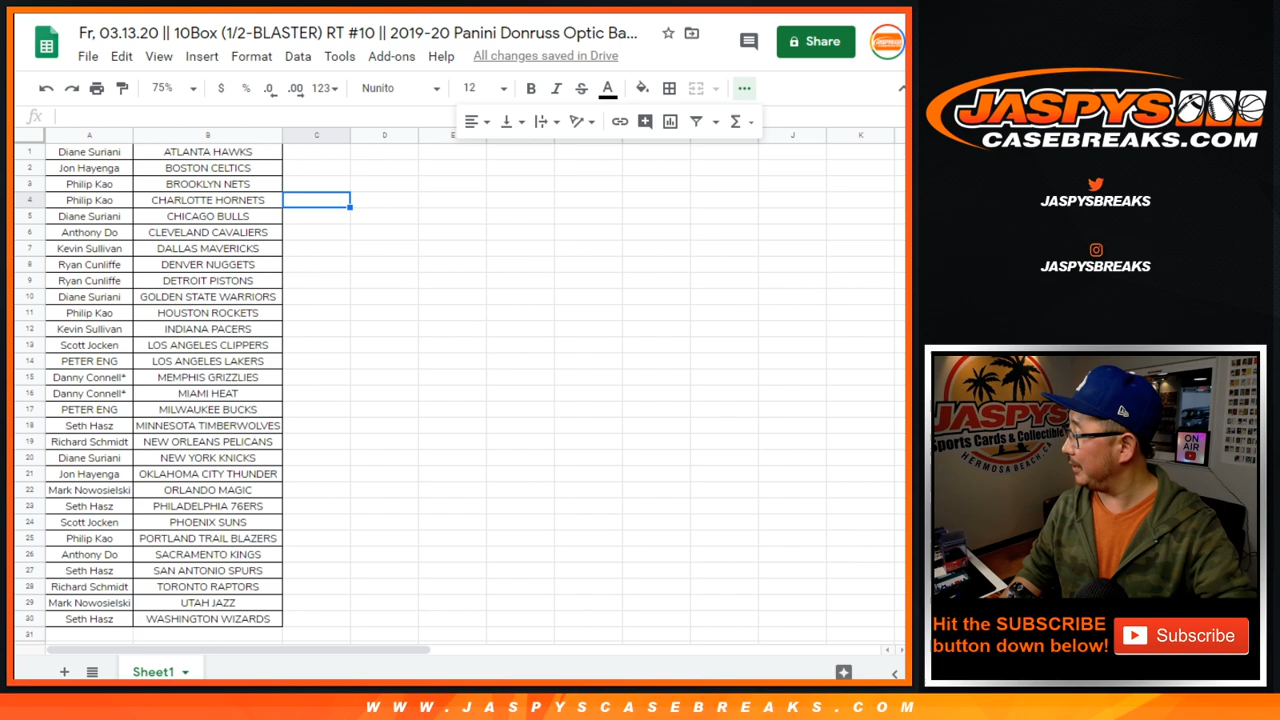 Fr, 03.13.20 || 10Box (1/2-BLASTER) RT #10 || 2019-20 Panini Donruss Optic Ba...
File Edit View Insert Format Data Tools Add-ons Help All changes saved in Drive
Share
75% $ % .0 .00 123 Nunito 12 B I S A
fx
A B C D E J K
1 Diane Suriani ATLANTA HAWKS
2 Jon Hayenga BOSTON CELTICS
3 Philip Kao BROOKLYN NETS
4 Philip Kao CHARLOTTE HORNETS
5 Diane Suriani CHICAGO BULLS
6 Anthony Do CLEVELAND CAVALIERS
7 Kevin Sullivan DALLAS MAVERICKS
8 Ryan Cunliffe DENVER NUGGETS
9 Ryan Cunliffe DETROIT PISTONS
10 Diane Suriani GOLDEN STATE WARRIORS
11 Philip Kao HOUSTON ROCKETS
12 Kevin Sullivan INDIANA PACERS
13 Scott Jocken LOS ANGELES CLIPPERS
14 PETER ENG LOS ANGELES LAKERS
15 Danny Connell* MEMPHIS GRIZZLIES
16 Danny Connell* MIAMI HEAT
17 PETER ENG MILWAUKEE BUCKS
18 Seth Hasz MINNESOTA TIMBERWOLVES
19 Richard Schmidt NEW ORLEANS PELICANS
20 Diane Suriani NEW YORK KNICKS
21 Jon Hayenga OKLAHOMA CITY THUNDER
22 Mark Nowosielski ORLANDO MAGIC
23 Seth Hasz PHILADELPHIA 76ERS
24 Scott Jocken PHOENIX SUNS
25 Philip Kao PORTLAND TRAIL BLAZERS
26 Anthony Do SACRAMENTO KINGS
27 Seth Hasz SAN ANTONIO SPURS
28 Richard Schmidt TORONTO RAPTORS
29 Mark Nowosielski UTAH JAZZ
30 Seth Hasz WASHINGTON WIZARDS
31
Sheet1
JASPYS
CASEBREAKS.COM
JASPYSBREAKS
JASPYSBREAKS
JASPYS
Sports Cards & Collectible
HERMOSA BEACH, CA
ON
AIR
Hit the SUBSCRIBE
button down below!
Subscribe
WWW.JASPYSCASEBREAKS.COM